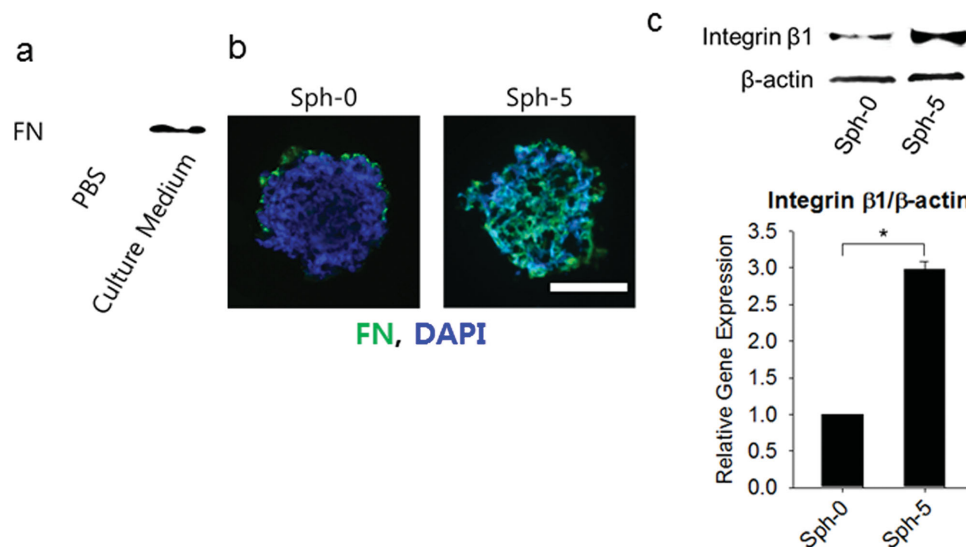 a
FN
PBS
Culture Medium
b
Sph-0
Sph-5
FN, DAPI
c
Integrin β1
β-actin
Sph-0
Sph-5
Integrin β1/β-actin
Relative Gene Expression
3.5
3.0
2.5
2.0
1.5
1.0
0.5
0.0
*
Sph-0
Sph-5